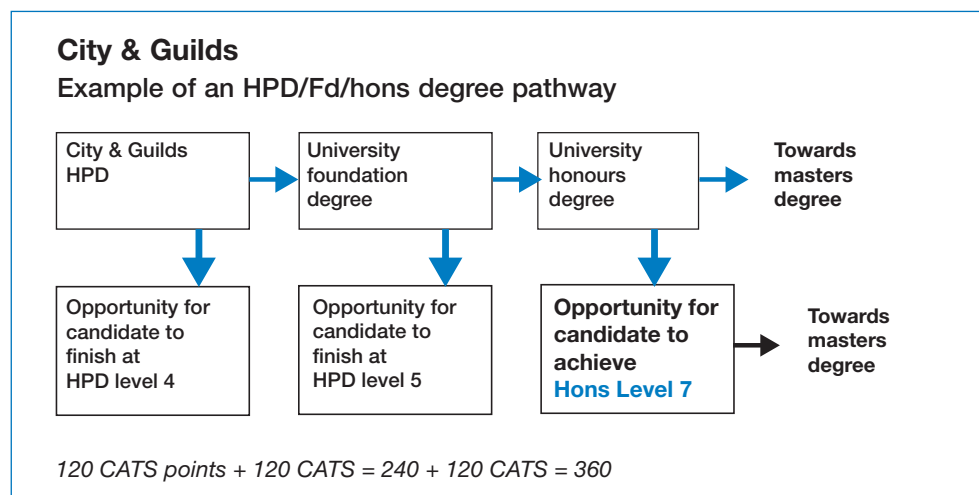 City & Guilds
Example of an HPD/Fd/hons degree pathway
City & Guilds
HPD
University
foundation
degree
University
honours
degree
Towards
masters
degree
Opportunity for
candidate to
finish at
HPD level 4
Opportunity for
candidate to
finish at
HPD level 5
Opportunity for
candidate to
achieve
Hons Level 7
Towards
masters
degree
120 CATS points + 120 CATS = 240 + 120 CATS = 360